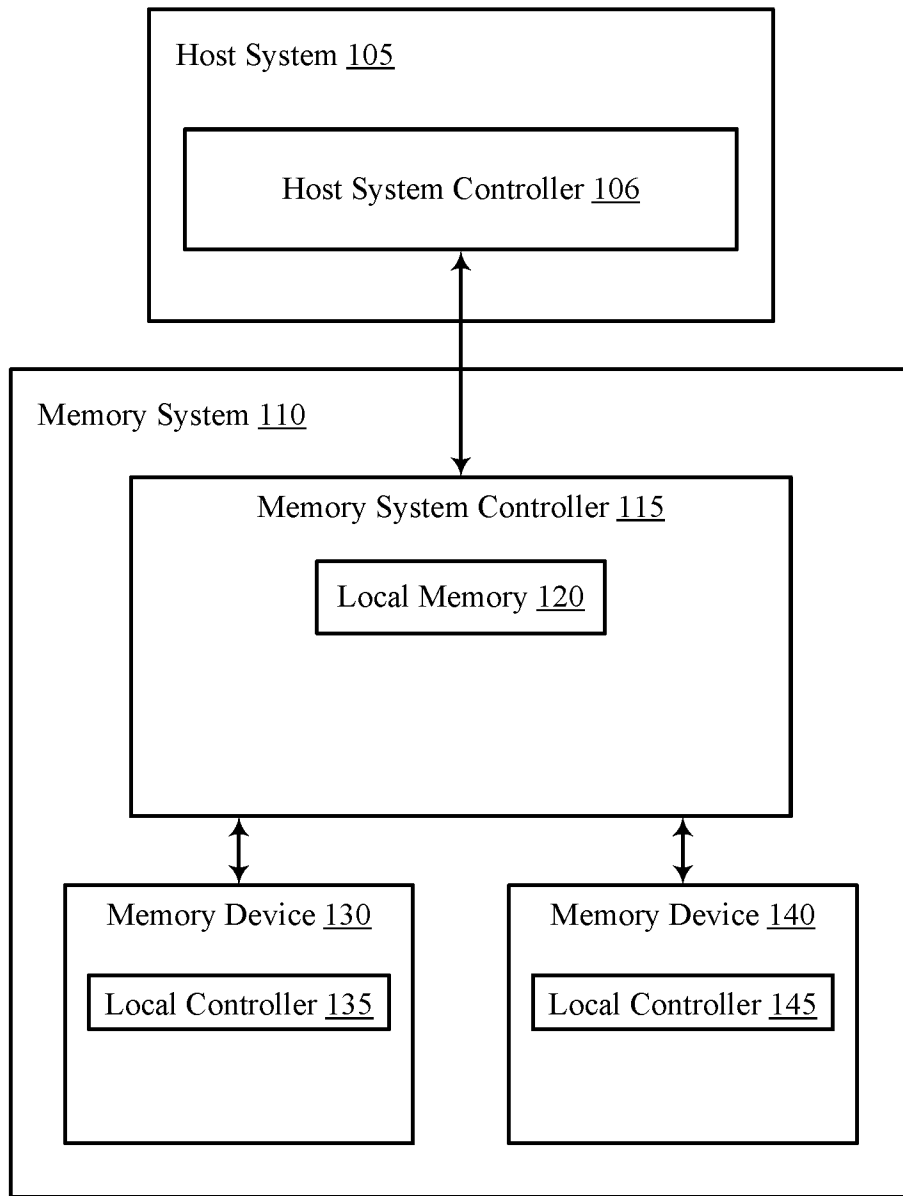 Host System 105
Host System Controller 106
Memory System 110
Memory System Controller 115
Local Memory 120
Memory Device 130
Memory Device 140
Local Controller 135
Local Controller 145